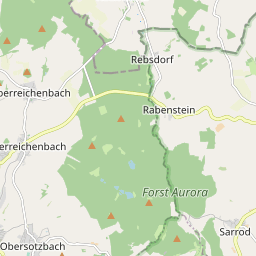 Rebsdorf
berreichenbach
Rabenstein
erreichenbach
Forst Aurora
Sarrod
Obersotzbach